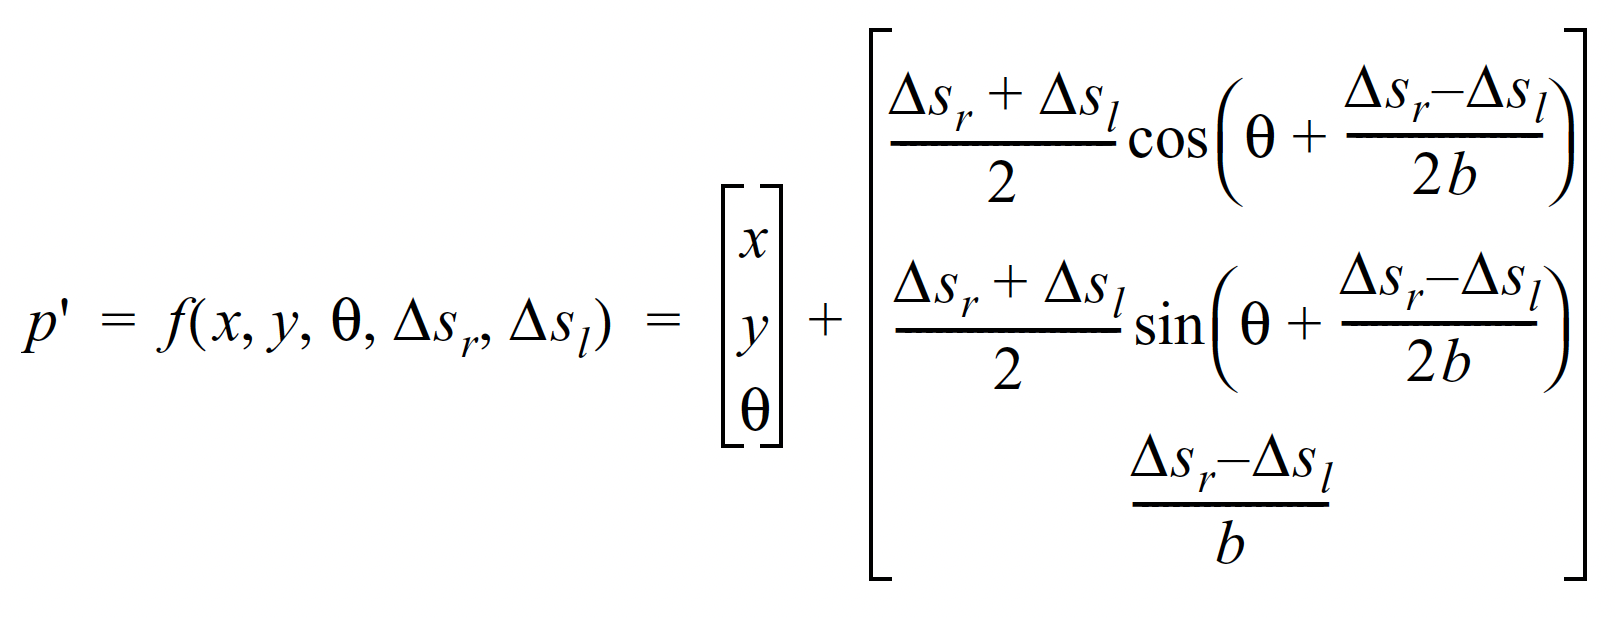 p' = f(x, y, θ, Δs_r, Δs_l) = [x y θ] + [(Δs_r + Δs_l)/2 cos(θ + (Δs_r–Δs_l)/2b) (Δs_r + Δs_l)/2 sin(θ + (Δs_r–Δs_l)/2b) (Δs_r–Δs_l)/b]